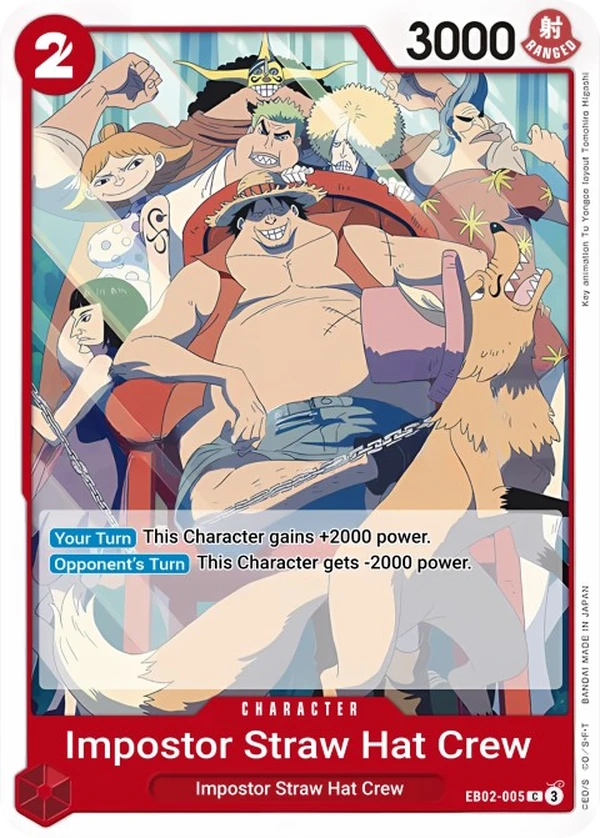 2
3000
射
RANGED
Key animation Tu Yongce layout Tomohiro Higashi
Your Turn This Character gains +2000 power.
Opponent's Turn This Character gets -2000 power.
CHARACTER
Impostor Straw Hat Crew
Impostor Straw Hat Crew
EB02-005 C 3
©EO/S ©O/S・F・T BANDAI MADE IN JAPAN